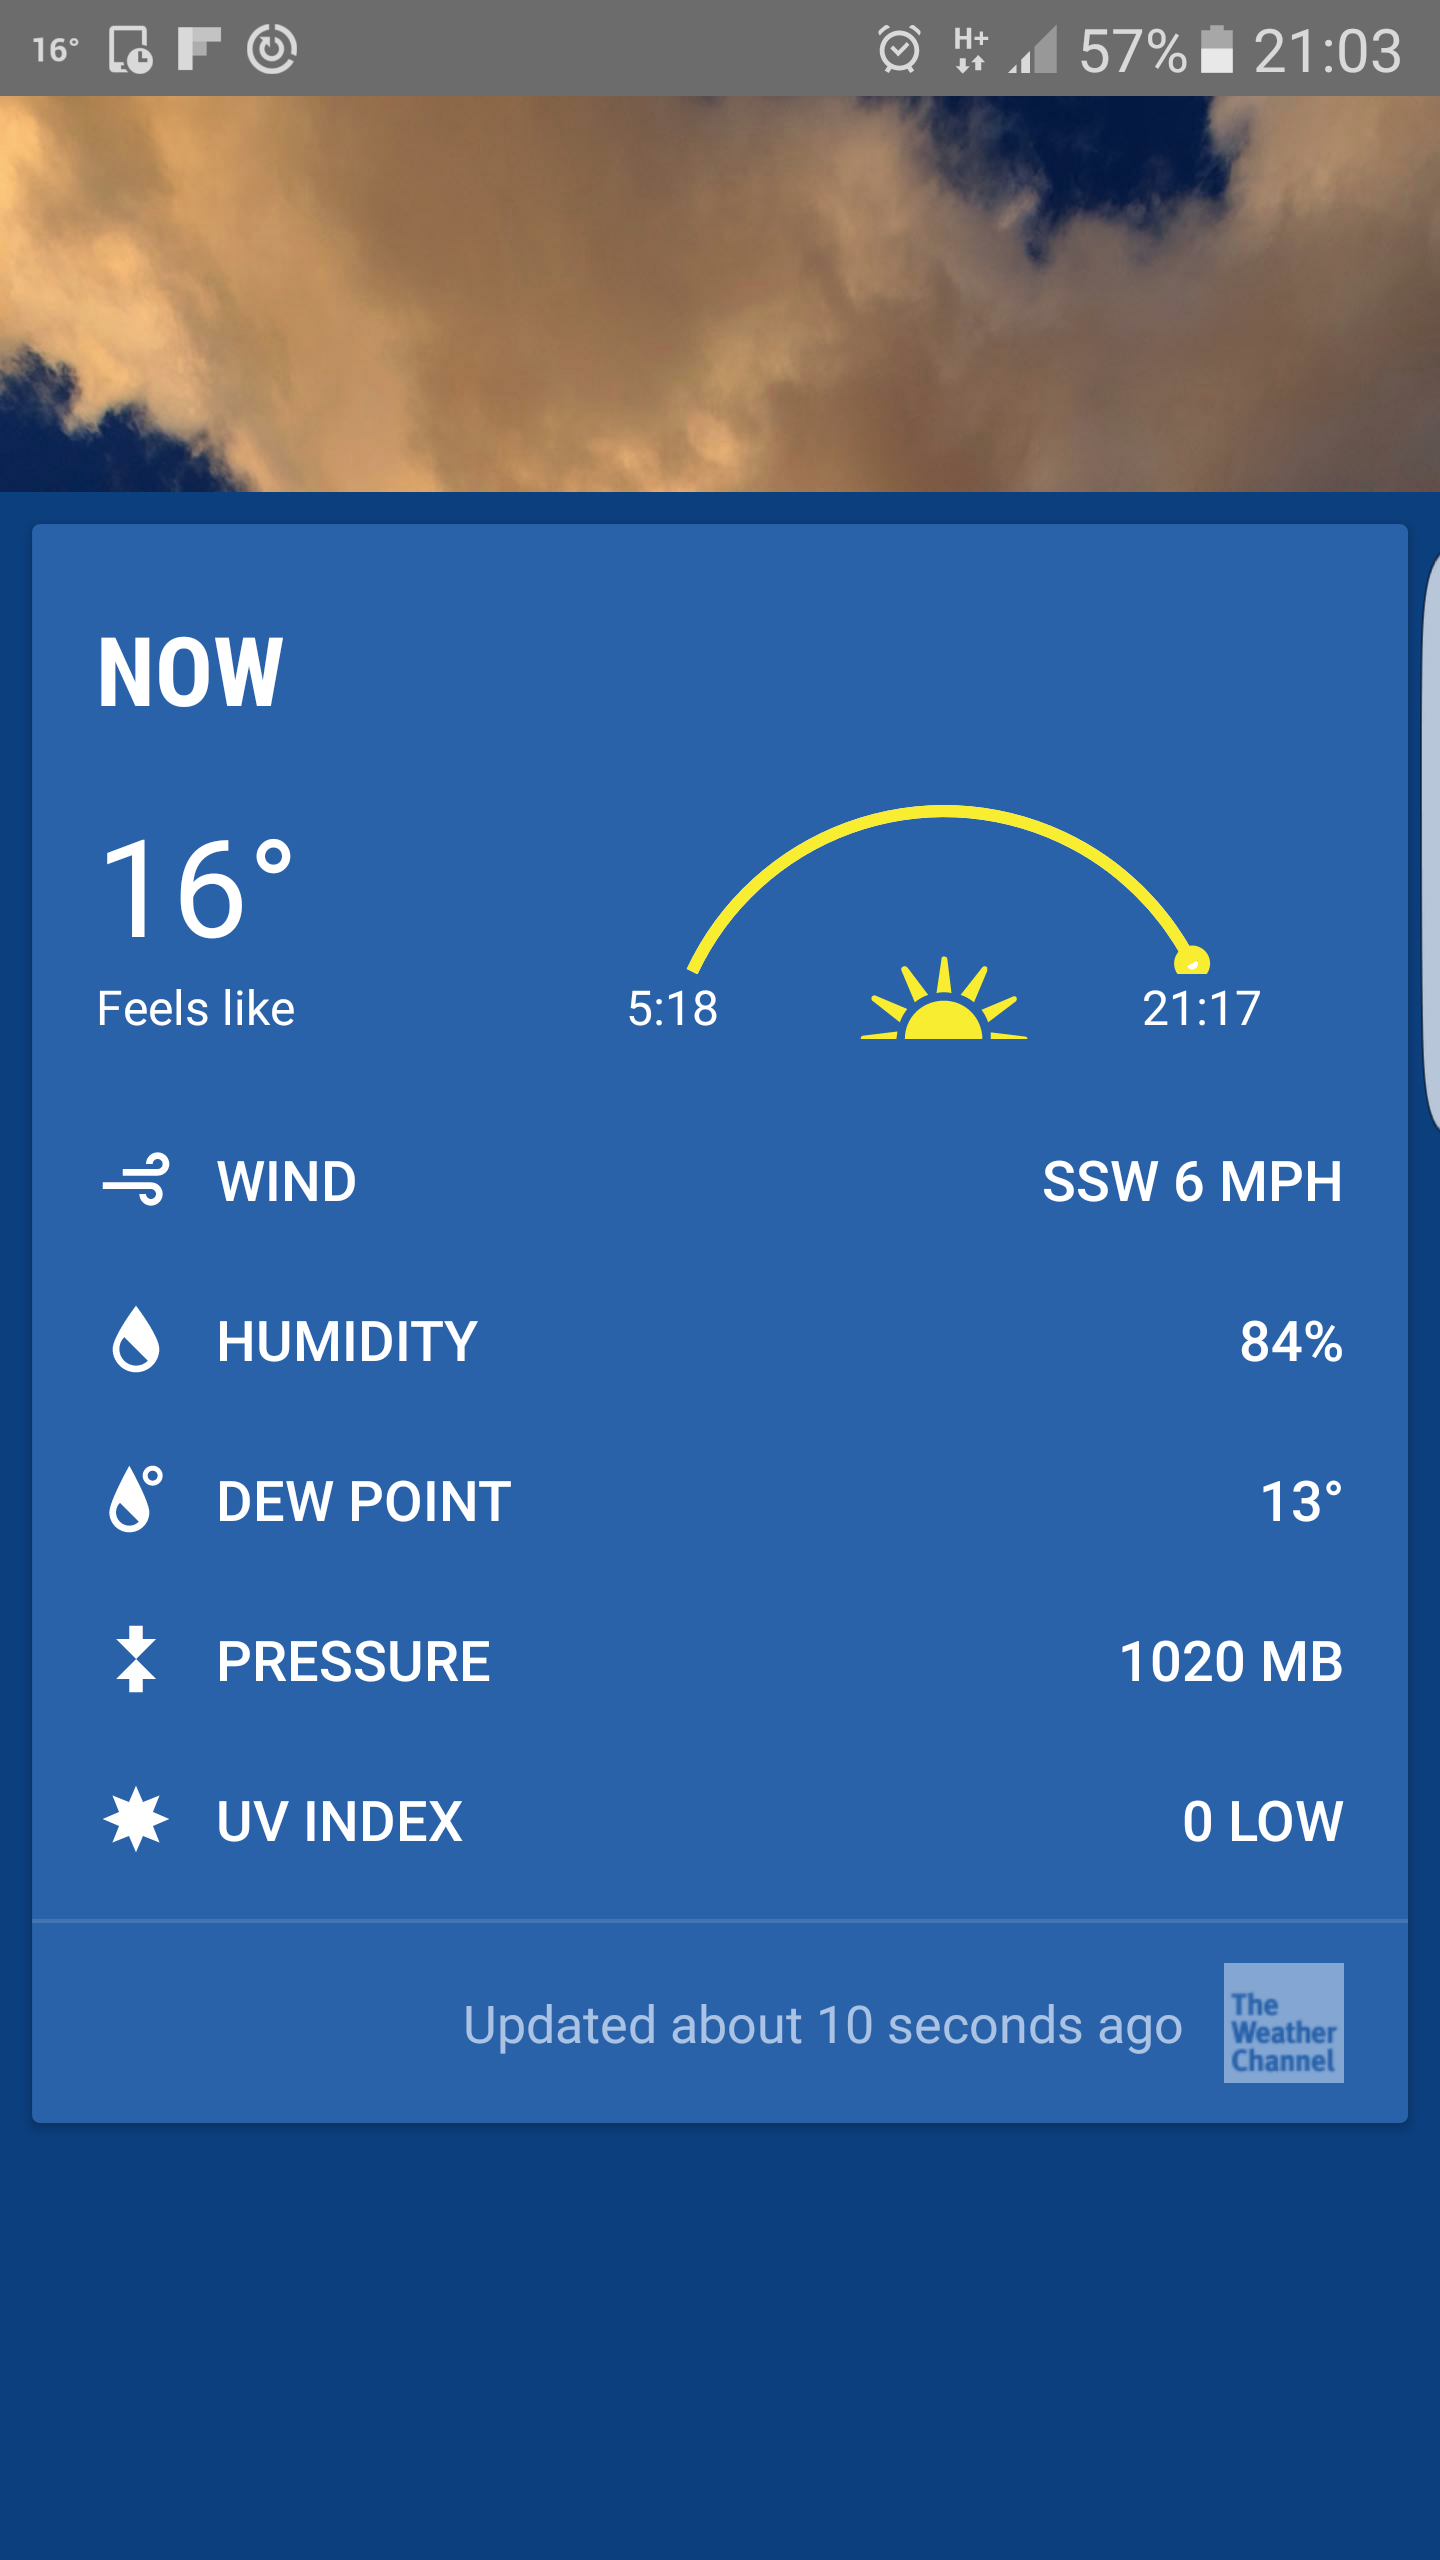 16° H+ 57% 21:03
NOW
16°
Feels like
5:18 21:17
WIND SSW 6 MPH
HUMIDITY 84%
DEW POINT 13°
PRESSURE 1020 MB
UV INDEX 0 LOW
Updated about 10 seconds ago
The
Weather
Channel